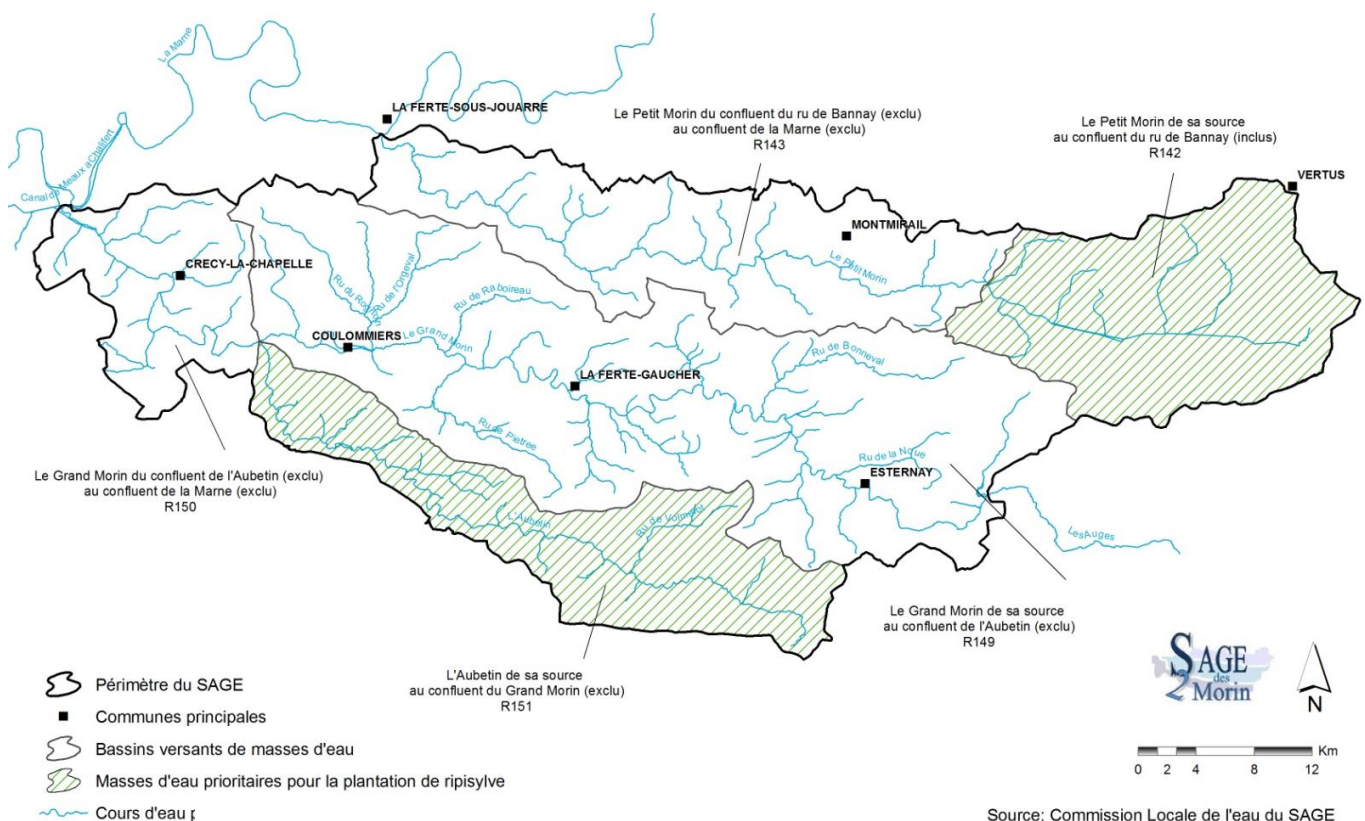 La Marne
LA FERTE-SOUS-JOUARRE
Le Petit Morin du confluent du ru de Bannay (exclu)
au confluent de la Marne (exclu)
R143
Le Petit Morin de sa source
au confluent du ru de Bannay (inclus)
R142
VERTUS
Canal de Meaux à Chalifert
MONTMIRAIL
CRECY-LA-CHAPELLE
Le Petit Morin
Ru du Rognon
Ru de l'Orgeval
Ru de Raboireau
COULOMMIERS
Le Grand Morin
Ru de Bonneval
LA FERTE-GAUCHER
Ru de Piétrée
Ru de la Noue
ESTERNAY
Le Grand Morin du confluent de l'Aubetin (exclu)
au confluent de la Marne (exclu)
R150
L'Aubetin
Ru de Volmerot
Les Auges
Le Grand Morin de sa source
au confluent de l'Aubetin (exclu)
R149
L'Aubetin de sa source
au confluent du Grand Morin (exclu)
R151
Périmètre du SAGE
Communes principales
Bassins versants de masses d'eau
Masses d'eau prioritaires pour la plantation de ripisylve
Cours d'eau p
SAGE
des
2 Morin
N
Km
0 2 4 8 12
Source: Commission Locale de l'eau du SAGE